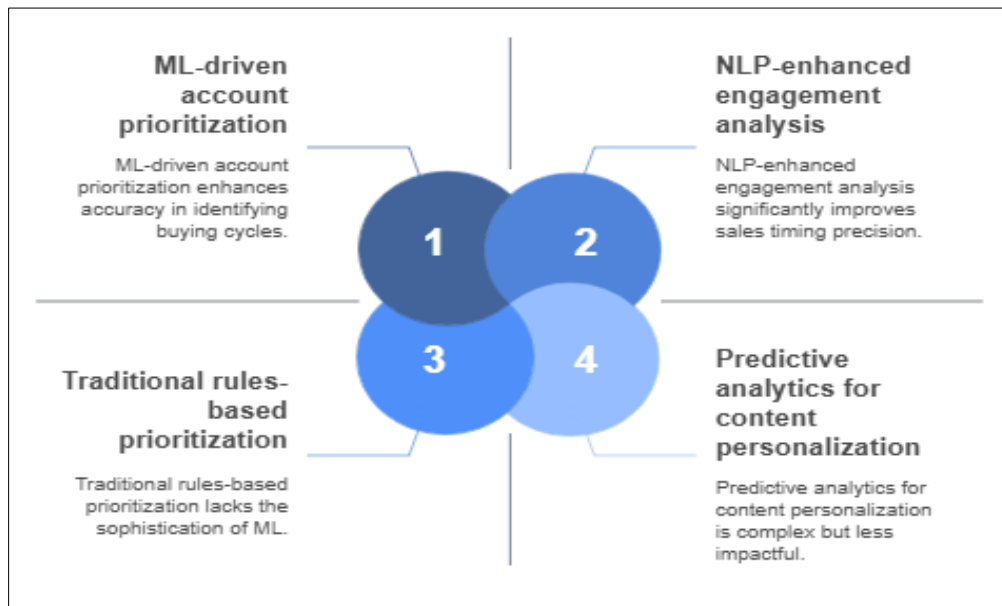 ML-driven
account
prioritization
ML-driven account
prioritization enhances
accuracy in identifying
buying cycles.
NLP-enhanced
engagement
analysis
NLP-enhanced
engagement analysis
significantly improves
sales timing precision.
1
2
3
4
Traditional rules-
based
prioritization
Traditional rules-based
prioritization lacks the
sophistication of ML.
Predictive
analytics for
content
personalization
Predictive analytics for
content personalization
is complex but less
impactful.